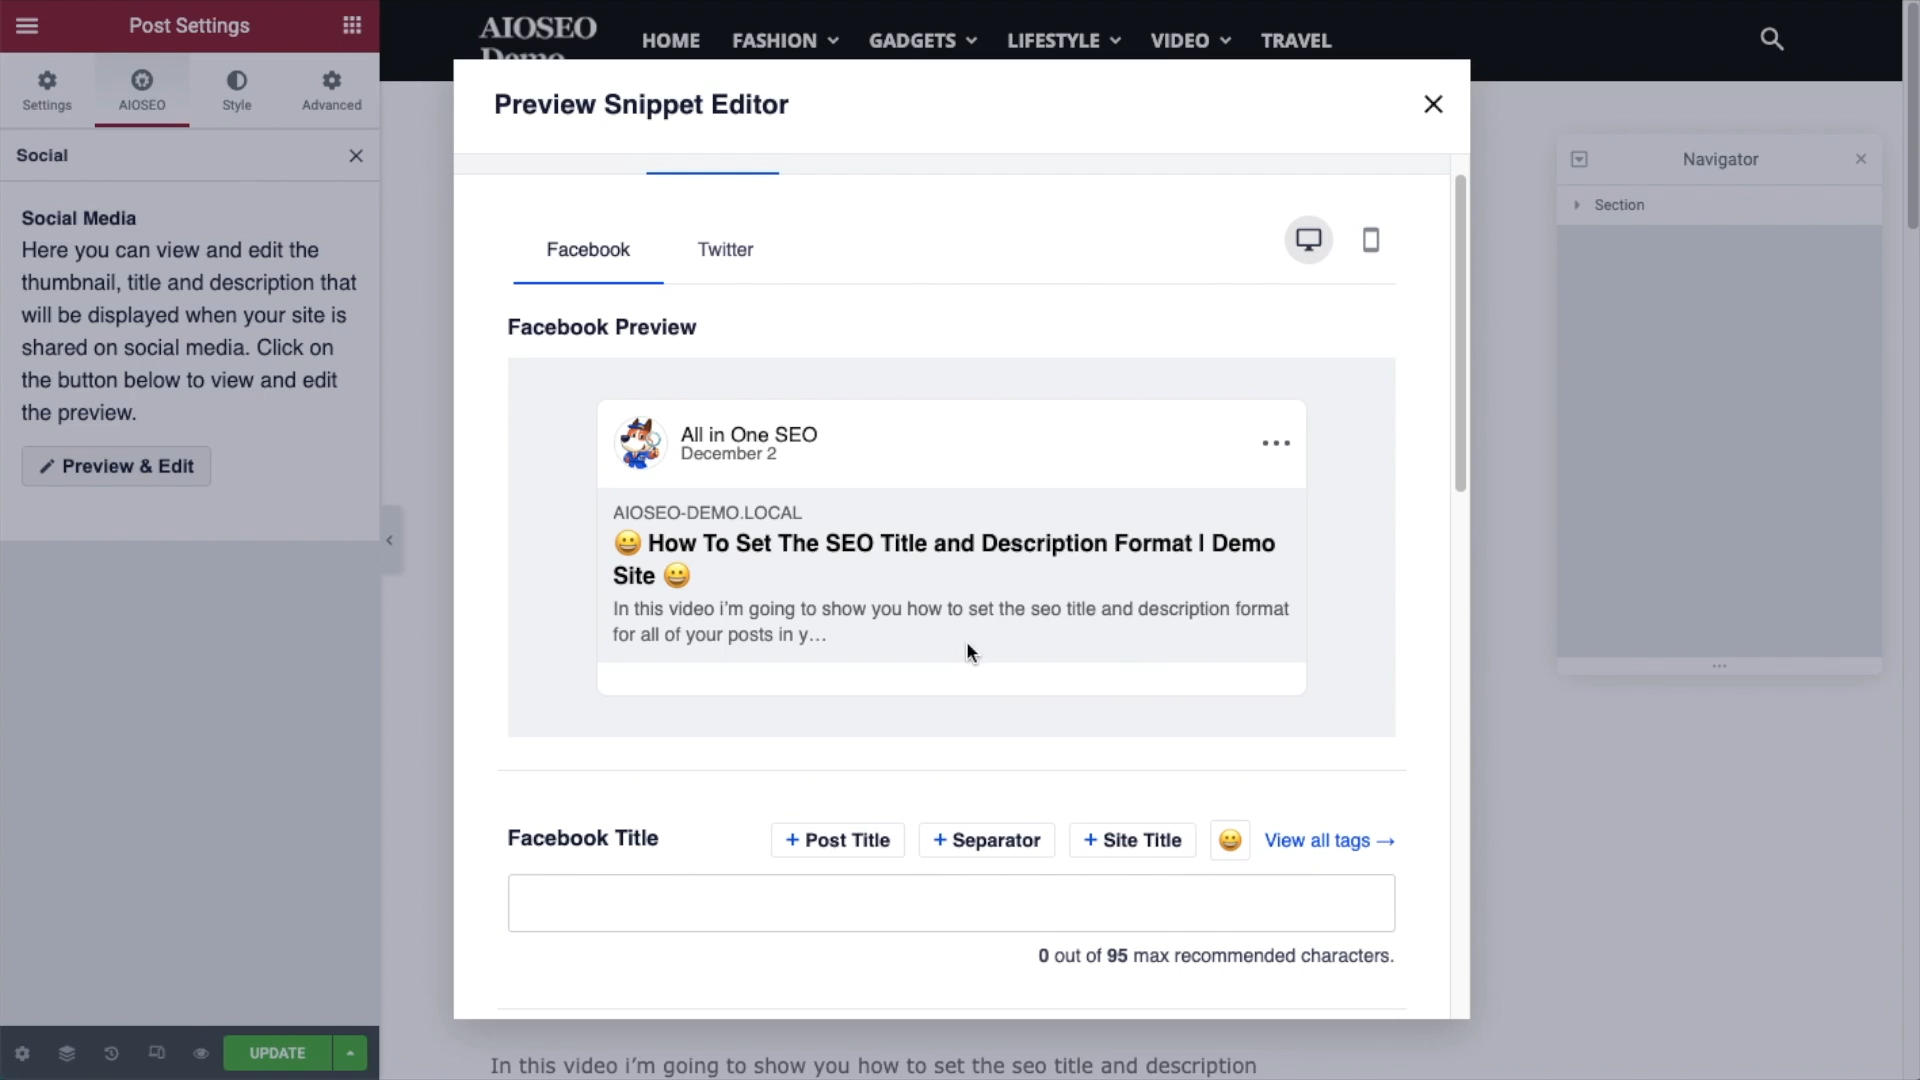 Post Settings
AIOSEO
Demo
HOME
FASHION
GADGETS
LIFESTYLE
VIDEO
TRAVEL
Settings
AIOSEO
Style
Advanced
Social
Social Media
Here you can view and edit the
thumbnail, title and description that
will be displayed when your site is
shared on social media. Click on
the button below to view and edit
the preview.
Preview & Edit
UPDATE
Preview Snippet Editor
Facebook
Twitter
Facebook Preview
All in One SEO
December 2
AIOSEO-DEMO.LOCAL
😀 How To Set The SEO Title and Description Format | Demo
Site 😀
In this video i'm going to show you how to set the seo title and description format
for all of your posts in y...
Facebook Title
+ Post Title
+ Separator
+ Site Title
View all tags →
0 out of 95 max recommended characters.
Navigator
Section
In this video i'm going to show you how to set the seo title and description